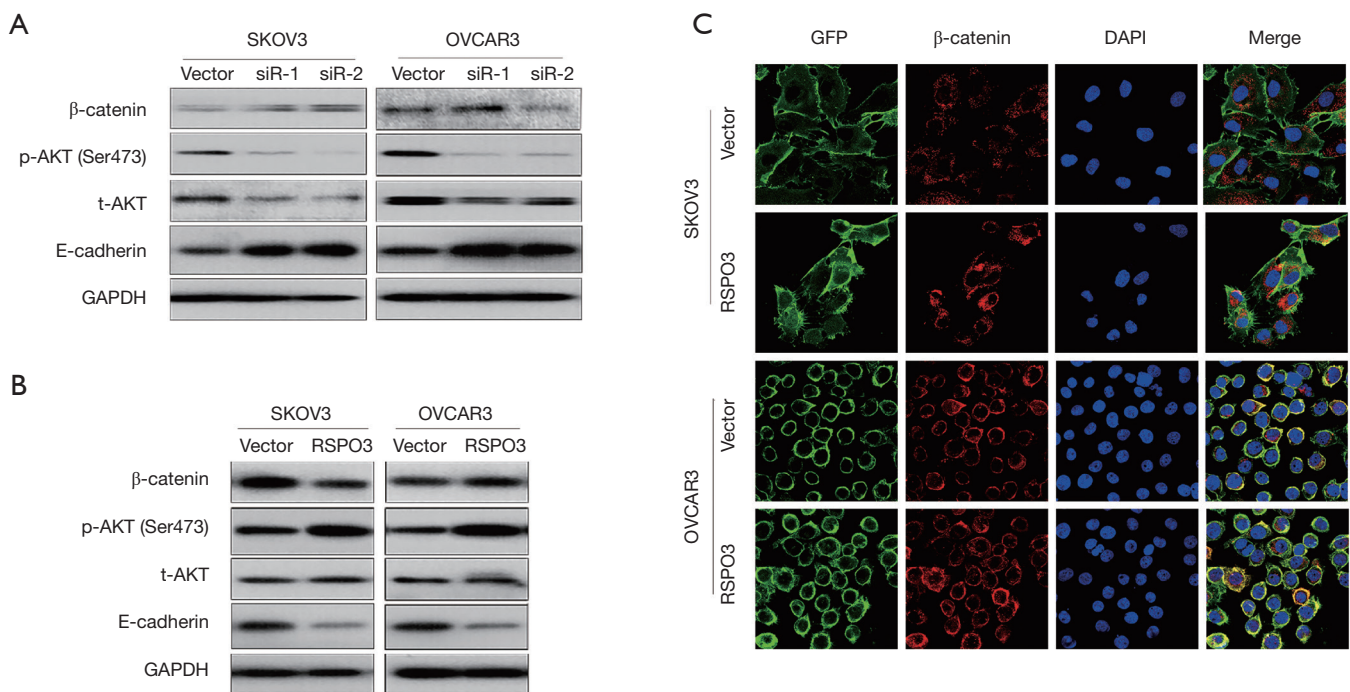 A
SKOV3 OVCAR3
Vector siR-1 siR-2 Vector siR-1 siR-2
β-catenin
p-AKT (Ser473)
t-AKT
E-cadherin
GAPDH
B
SKOV3 OVCAR3
Vector RSPO3 Vector RSPO3
β-catenin
p-AKT (Ser473)
t-AKT
E-cadherin
GAPDH
C
GFP β-catenin DAPI Merge
SKOV3
Vector
RSPO3
OVCAR3
Vector
RSPO3